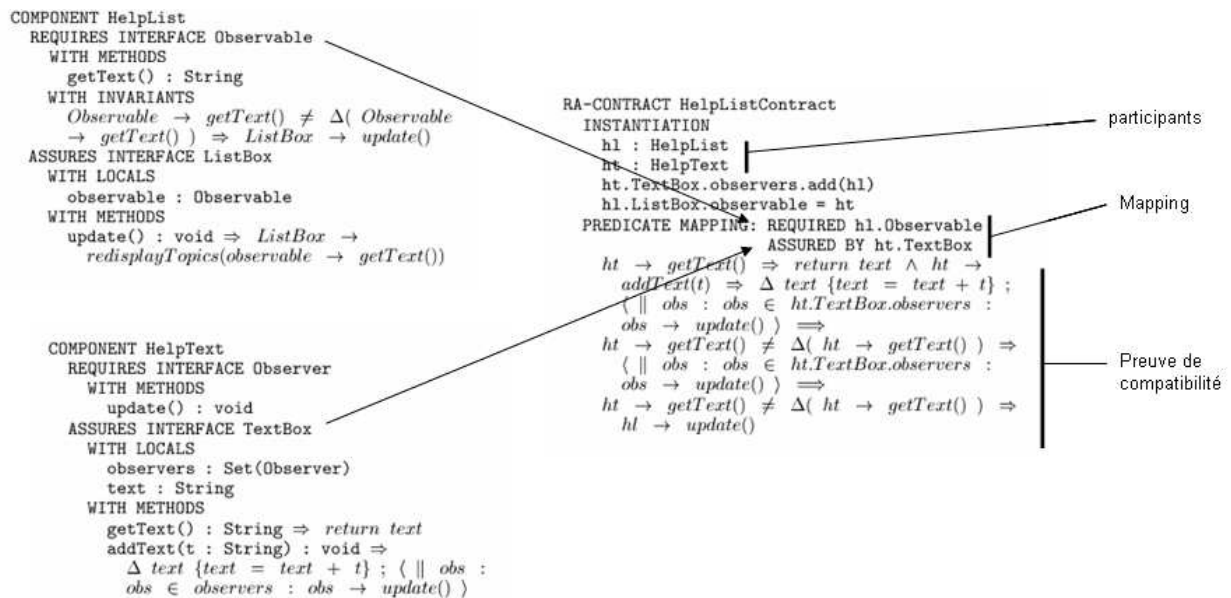 COMPONENT HelpList
REQUIRES INTERFACE Observable
WITH METHODS
getText() : String
WITH INVARIANTS
Observable → getText() ≠ Δ( Observable
→ getText() ) ⇒ ListBox → update()
ASSURES INTERFACE ListBox
WITH LOCALS
observable : Observable
WITH METHODS
update() : void ⇒ ListBox →
redisplayTopics(observable → getText())
COMPONENT HelpText
REQUIRES INTERFACE Observer
WITH METHODS
update() : void
ASSURES INTERFACE TextBox
WITH LOCALS
observers : Set(Observer)
text : String
WITH METHODS
getText() : String ⇒ return text
addText(t : String) : void ⇒
Δ text {text = text + t} ; ⟨ ‖ obs :
obs ∈ observers : obs → update() ⟩
RA-CONTRACT HelpListContract
INSTANTIATION
hl : HelpList
ht : HelpText
ht.TextBox.observers.add(hl)
hl.ListBox.observable = ht
PREDICATE MAPPING: REQUIRED hl.Observable
ASSURED BY ht.TextBox
ht → getText() ⇒ return text ∧ ht →
addText(t) ⇒ Δ text {text = text + t} ;
⟨ ‖ obs : obs ∈ ht.TextBox.observers :
obs → update() ⟩ ⟹
ht → getText() ≠ Δ( ht → getText() ) ⇒
⟨ ‖ obs : obs ∈ ht.TextBox.observers :
obs → update() ⟩ ⟹
ht → getText() ≠ Δ( ht → getText() ) ⇒
hl → update()
participants
Mapping
Preuve de
compatibilité